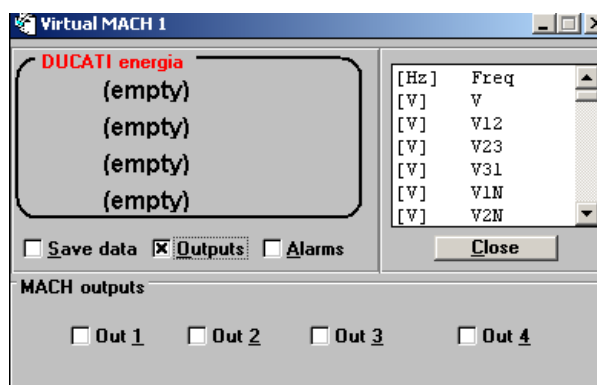 Virtual MACH 1
DUCATI energia
(empty)
(empty)
(empty)
(empty)
[Hz] Freq
[V] V
[V] V12
[V] V23
[V] V31
[V] V1N
[V] V2N
Save data Outputs Alarms
Close
MACH outputs
Out 1 Out 2 Out 3 Out 4